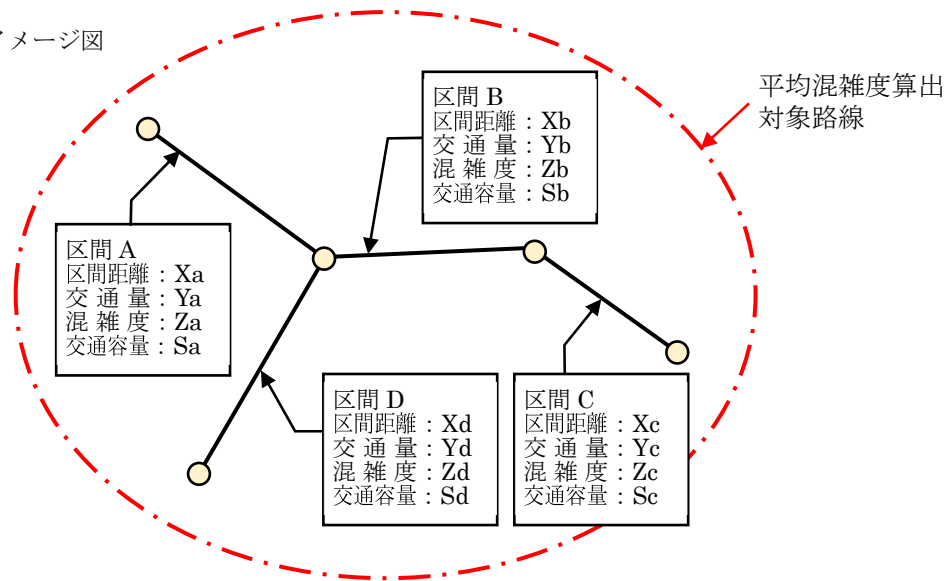 イメージ図
平均混雑度算出
対象路線
区間 B
区間距離：Xb
交 通 量：Yb
混 雑 度：Zb
交通容量：Sb
区間 A
区間距離：Xa
交 通 量：Ya
混 雑 度：Za
交通容量：Sa
区間 D
区間距離：Xd
交 通 量：Yd
混 雑 度：Zd
交通容量：Sd
区間 C
区間距離：Xc
交 通 量：Yc
混 雑 度：Zc
交通容量：Sc